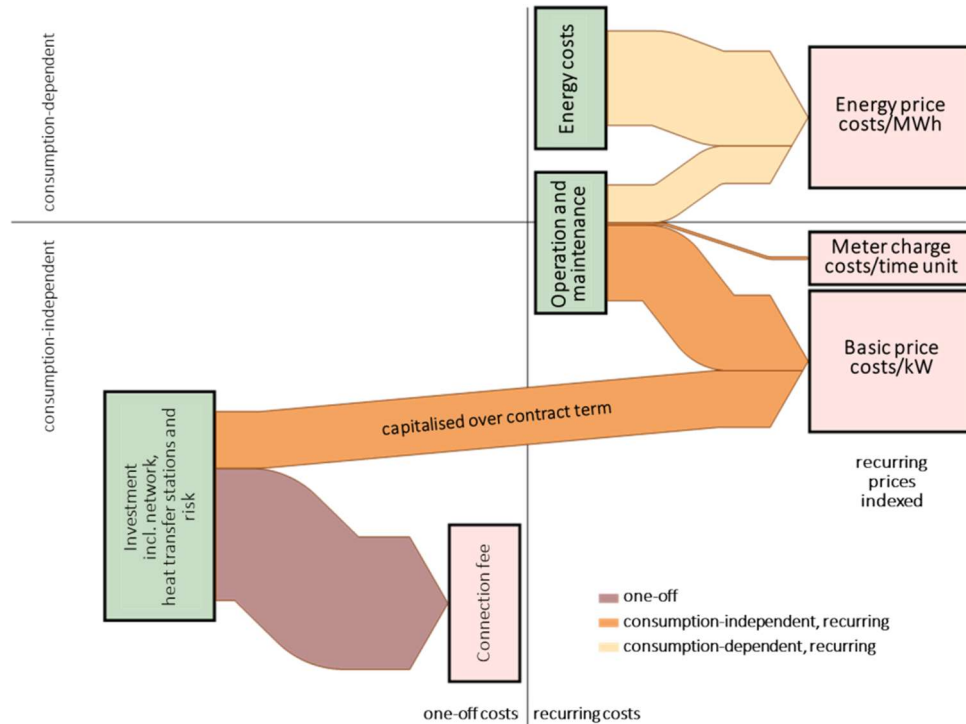 consumption-dependent
Energy costs
Energy price
costs/MWh
Operation and
maintenance
consumption-independent
Meter charge
costs/time unit
Basic price
costs/kW
capitalised over contract term
Investment
incl. network,
heat transfer stations and
risk
recurring
prices
indexed
Connection fee
one-off
consumption-independent, recurring
consumption-dependent, recurring
one-off costs
recurring costs